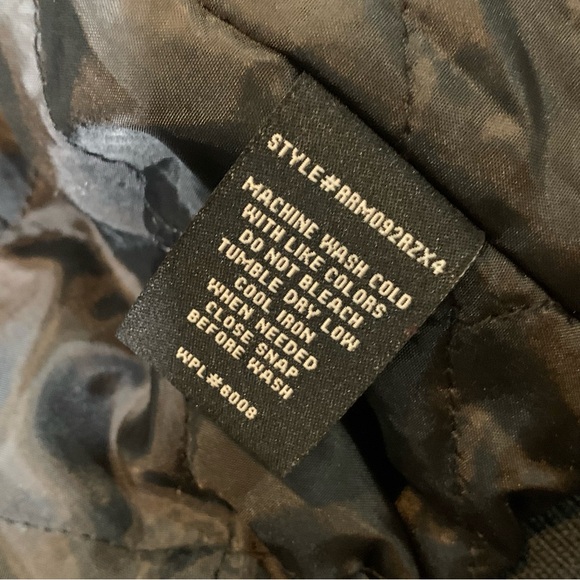 STYLE#RRM092RZX4
MACHINE WASH COLD
WITH LIKE COLORS
DO NOT BLEACH
TUMBLE DRY LOW
COOL IRON
WHEN NEEDED
CLOSE SNAP
BEFORE WASH
WPL#6008